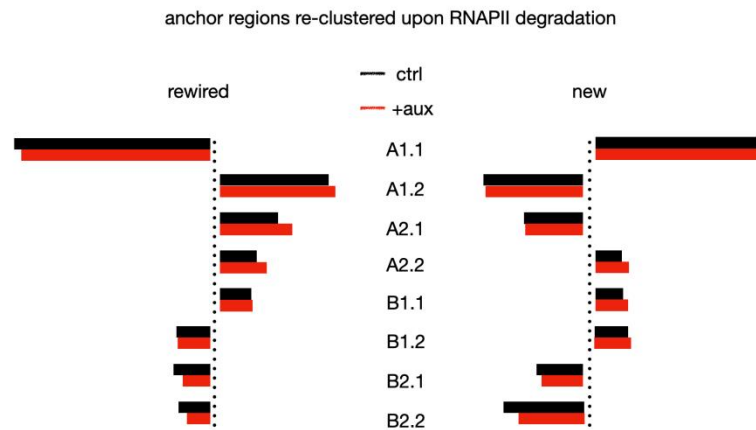 anchor regions re-clustered upon RNAPII degradation
ctrl
+aux
rewired
new
A1.1
A1.2
A2.1
A2.2
B1.1
B1.2
B2.1
B2.2